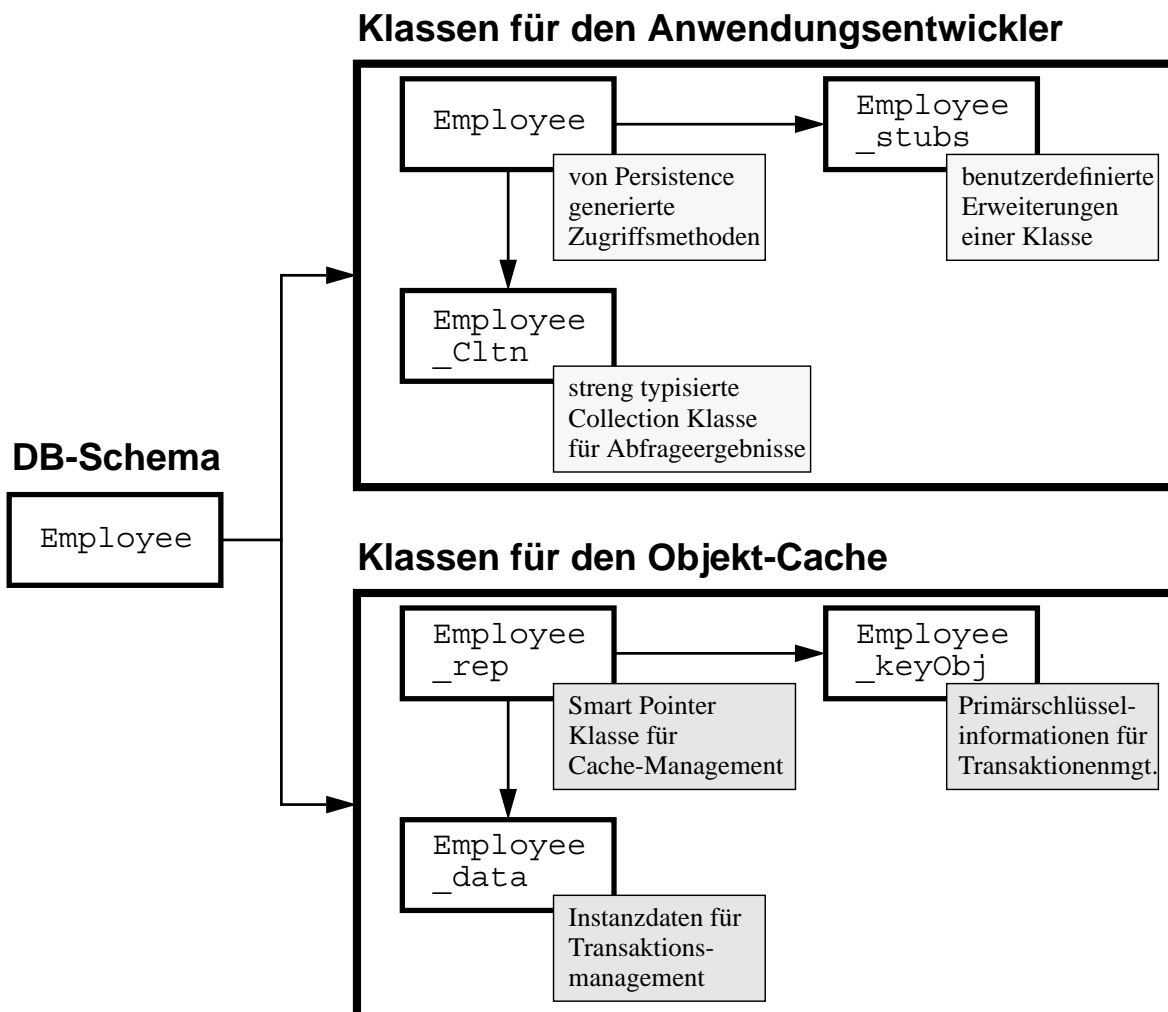 Klassen für den Anwendungsentwickler
Employee
Employee
_stubs
von Persistence
generierte
Zugriffsmethoden
benutzerdefinierte
Erweiterungen
einer Klasse
Employee
_Cltn
streng typisierte
Collection Klasse
für Abfrageergebnisse
DB-Schema
Employee
Klassen für den Objekt-Cache
Employee
_rep
Employee
_keyObj
Smart Pointer
Klasse für
Cache-Management
Primärschlüssel-
informationen für
Transaktionenmgt.
Employee
_data
Instanzdaten für
Transaktions-
management